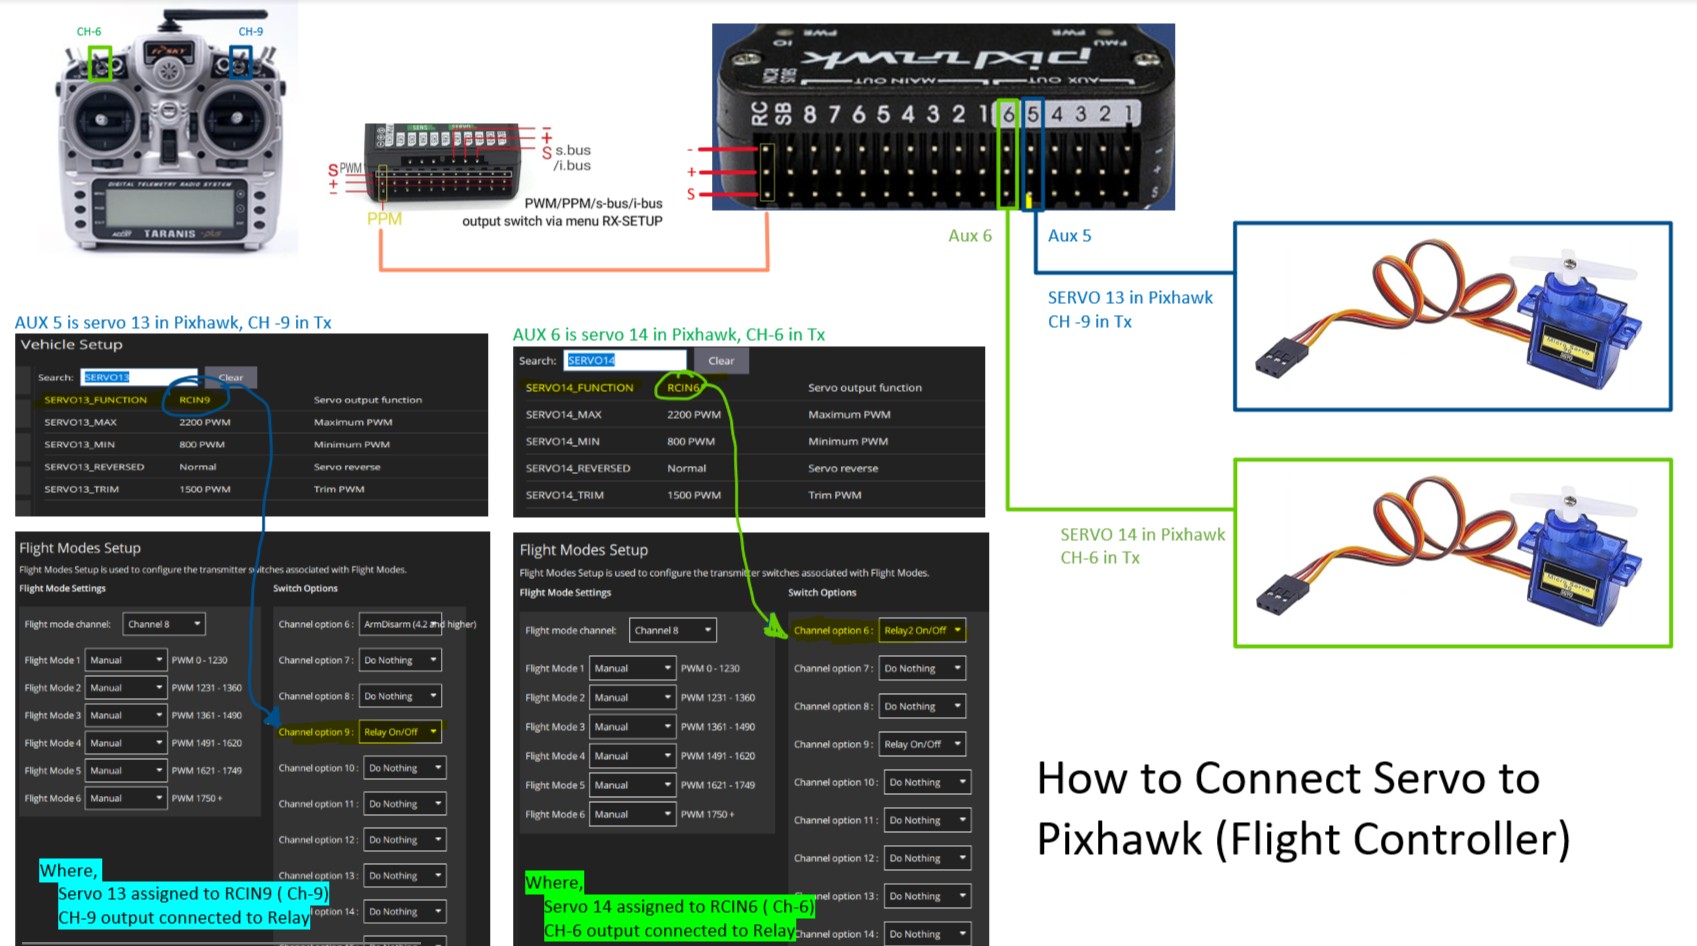 CH-6
CH-9
FrSKY
DIGITAL TELEMETRY RADIO SYSTEM
ACCST
TARANIS
plus
SENS
SERVO
S PWM
+
−
PPM
−
+
S s.bus
/i.bus
PWM/PPM/s-bus/i-bus
output switch via menu RX-SETUP
pixhawk
MAIN OUT
AUX OUT
RC SB 8 7 6 5 4 3 2 1 6 5 4 3 2 1
-
+
S
Aux 6
Aux 5
SERVO 13 in Pixhawk
CH -9 in Tx
SERVO 14 in Pixhawk
CH-6 in Tx
AUX 5 is servo 13 in Pixhawk, CH -9 in Tx
Vehicle Setup
Search: SERVO13 Clear
SERVO13_FUNCTION RCIN9 Servo output function
SERVO13_MAX 2200 PWM Maximum PWM
SERVO13_MIN 800 PWM Minimum PWM
SERVO13_REVERSED Normal Servo reverse
SERVO13_TRIM 1500 PWM Trim PWM
AUX 6 is servo 14 in Pixhawk, CH-6 in Tx
Search: SERVO14 Clear
SERVO14_FUNCTION RCIN6 Servo output function
SERVO14_MAX 2200 PWM Maximum PWM
SERVO14_MIN 800 PWM Minimum PWM
SERVO14_REVERSED Normal Servo reverse
SERVO14_TRIM 1500 PWM Trim PWM
Flight Modes Setup
Flight Modes Setup is used to configure the transmitter switches associated with Flight Modes.
Flight Mode Settings
Flight mode channel: Channel 8
Flight Mode 1 Manual PWM 0 - 1230
Flight Mode 2 Manual PWM 1231 - 1360
Flight Mode 3 Manual PWM 1361 - 1490
Flight Mode 4 Manual PWM 1491 - 1620
Flight Mode 5 Manual PWM 1621 - 1749
Flight Mode 6 Manual PWM 1750 +
Switch Options
Channel option 6 : ArmDisarm (4.2 and higher)
Channel option 7 : Do Nothing
Channel option 8 : Do Nothing
Channel option 9 : Relay On/Off
Channel option 10 : Do Nothing
Channel option 11 : Do Nothing
Channel option 12 : Do Nothing
option 13 : Do Nothing
option 14 : Do Nothing
Where,
Servo 13 assigned to RCIN9 ( Ch-9)
CH-9 output connected to Relay
Flight Modes Setup
Flight Modes Setup is used to configure the transmitter switches associated with Flight Modes.
Flight Mode Settings
Flight mode channel: Channel 8
Flight Mode 1 Manual PWM 0 - 1230
Flight Mode 2 Manual PWM 1231 - 1360
Flight Mode 3 Manual PWM 1361 - 1490
Flight Mode 4 Manual PWM 1491 - 1620
Flight Mode 5 Manual PWM 1621 - 1749
Flight Mode 6 Manual PWM 1750 +
Switch Options
Channel option 6 : Relay2 On/Off
Channel option 7 : Do Nothing
Channel option 8 : Do Nothing
Channel option 9 : Relay On/Off
Channel option 10 : Do Nothing
Channel option 11 : Do Nothing
Channel option 12 : Do Nothing
option 13 : Do Nothing
Channel option 14 : Do Nothing
Where,
Servo 14 assigned to RCIN6 ( Ch-6)
CH-6 output connected to Relay
How to Connect Servo to
Pixhawk (Flight Controller)